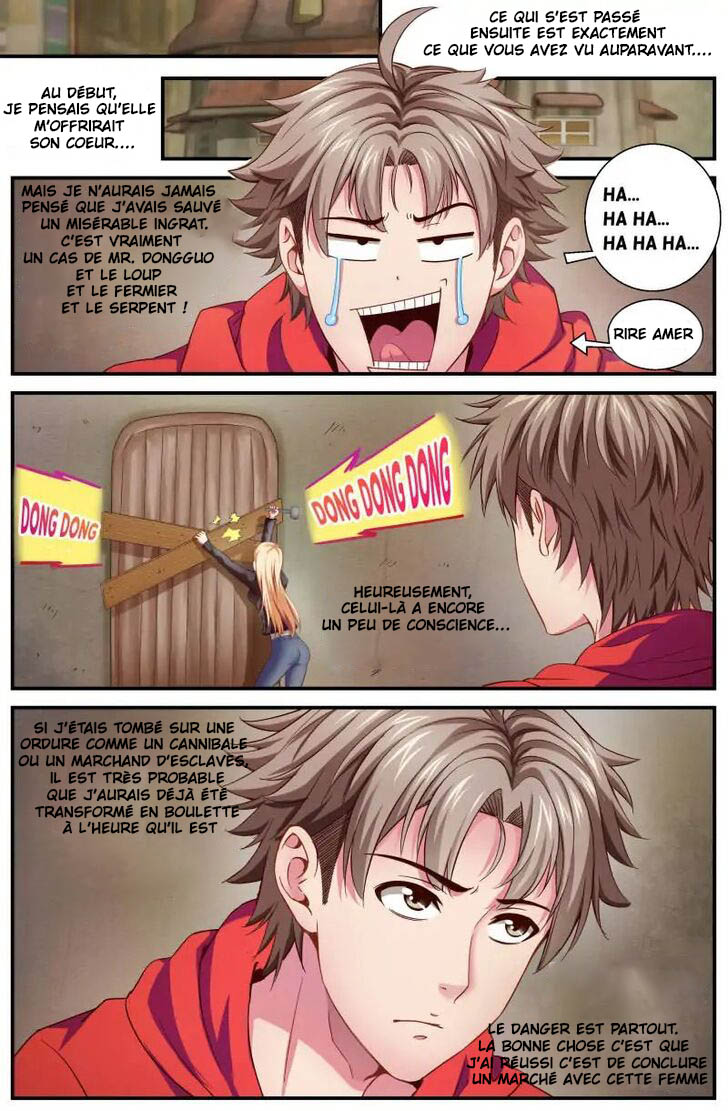 CE QUI S'EST PASSÉ
ENSUITE EST EXACTEMENT
CE QUE VOUS AVEZ VU AUPARAVANT....
AU DÉBUT,
JE PENSAIS QU'ELLE
M'OFFRIRAIT
SON COEUR....
MAIS JE N'AURAIS JAMAIS
PENSÉ QUE J'AVAIS SAUVÉ
UN MISÉRABLE INGRAT.
C'EST VRAIMENT
UN CAS DE MR. DONGGUO
ET LE LOUP
ET LE FERMIER
ET LE SERPENT !
HA...
HA HA...
HA HA HA...
RIRE AMER
DONG DONG
DONG DONG DONG
HEUREUSEMENT,
CELUI-LÀ A ENCORE
UN PEU DE CONSCIENCE...
SI J'ÉTAIS TOMBÉ SUR UNE
ORDURE COMME UN CANNIBALE
OU UN MARCHAND D'ESCLAVES,
IL EST TRÈS PROBABLE
QUE J'AURAIS DÉJÀ ÉTÉ
TRANSFORMÉ EN BOULETTE
À L'HEURE QU'IL EST
LE DANGER EST PARTOUT.
LA BONNE CHOSE C'EST QUE
J'AI RÉUSSI C'EST DE CONCLURE
UN MARCHÉ AVEC CETTE FEMME